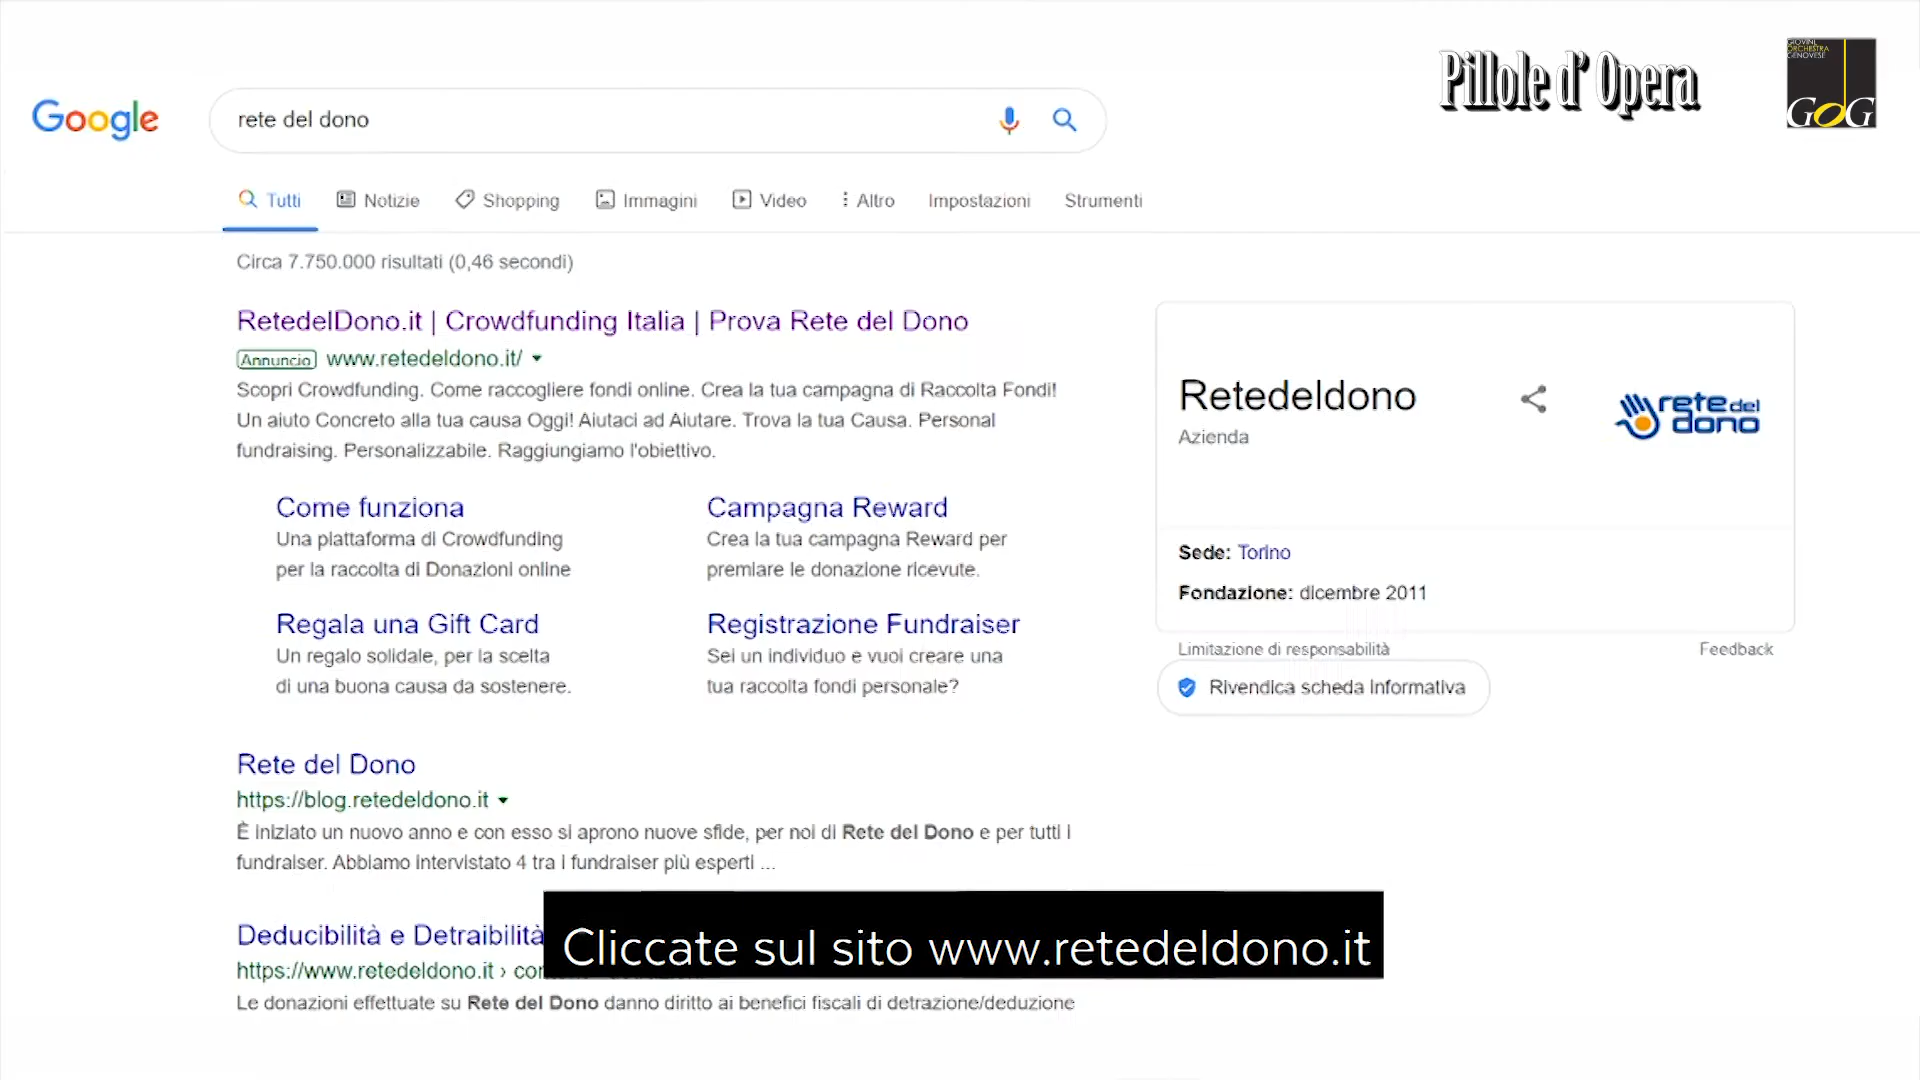 Pillole d' Opera
GIOVINE
ORCHESTRA
GENOVESE
GOG
Google
rete del dono
Tutti Notizie Shopping Immagini Video Altro Impostazioni Strumenti
Circa 7.750.000 risultati (0,46 secondi)
RetedelDono.it | Crowdfunding Italia | Prova Rete del Dono
Annuncio www.retedeldono.it/
Scopri Crowdfunding. Come raccogliere fondi online. Crea la tua campagna di Raccolta Fondi!
Un aiuto Concreto alla tua causa Oggi! Aiutaci ad Aiutare. Trova la tua Causa. Personal
fundraising. Personalizzabile. Raggiungiamo l'obiettivo.
Come funziona
Una piattaforma di Crowdfunding
per la raccolta di Donazioni online
Campagna Reward
Crea la tua campagna Reward per
premiare le donazione ricevute.
Regala una Gift Card
Un regalo solidale, per la scelta
di una buona causa da sostenere.
Registrazione Fundraiser
Sei un individuo e vuoi creare una
tua raccolta fondi personale?
Rete del Dono
https://blog.retedeldono.it
È iniziato un nuovo anno e con esso si aprono nuove sfide, per noi di Rete del Dono e per tutti i
fundraiser. Abbiamo intervistato 4 tra i fundraiser più esperti ...
Deducibilità e Detraibilità
https://www.retedeldono.it ›
Le donazioni effettuate su Rete del Dono danno diritto ai benefici fiscali di detrazione/deduzione
Retedeldono
Azienda
rete del
dono
Sede: Torino
Fondazione: dicembre 2011
Limitazione di responsabilità Feedback
Rivendica scheda informativa
Cliccate sul sito www.retedeldono.it